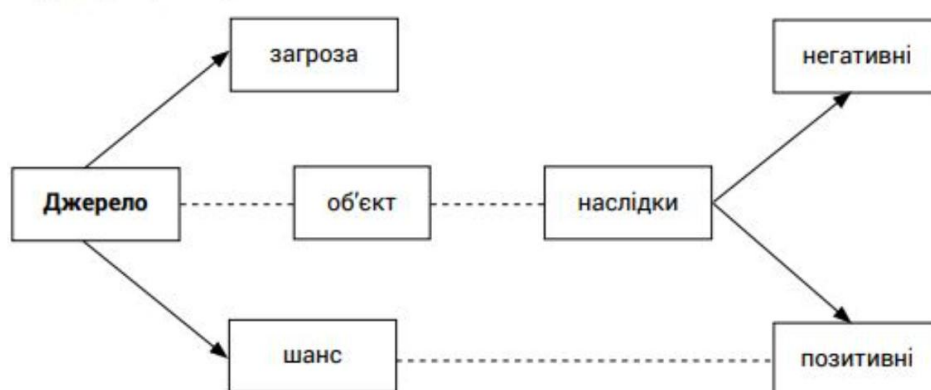 загроза
негативні
Джерело
об'єкт
наслідки
шанс
позитивні